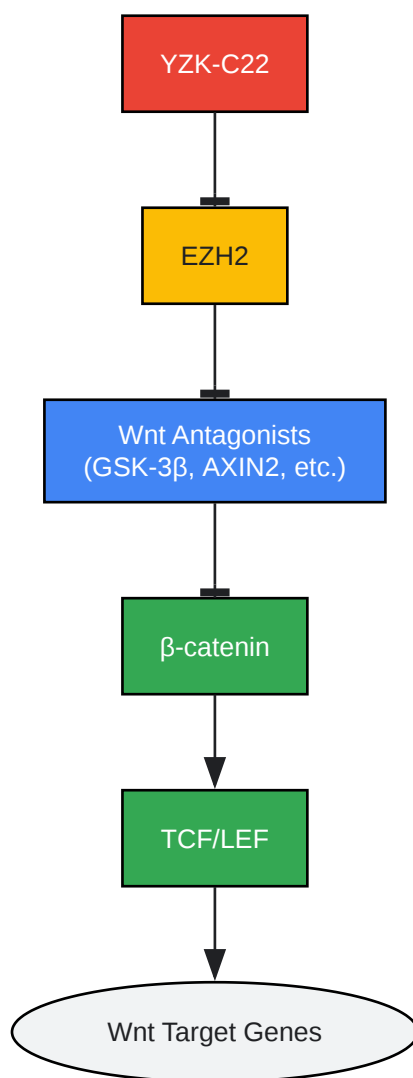 YZK-C22
EZH2
Wnt Antagonists
(GSK-3β, AXIN2, etc.)
β-catenin
TCF/LEF
Wnt Target Genes